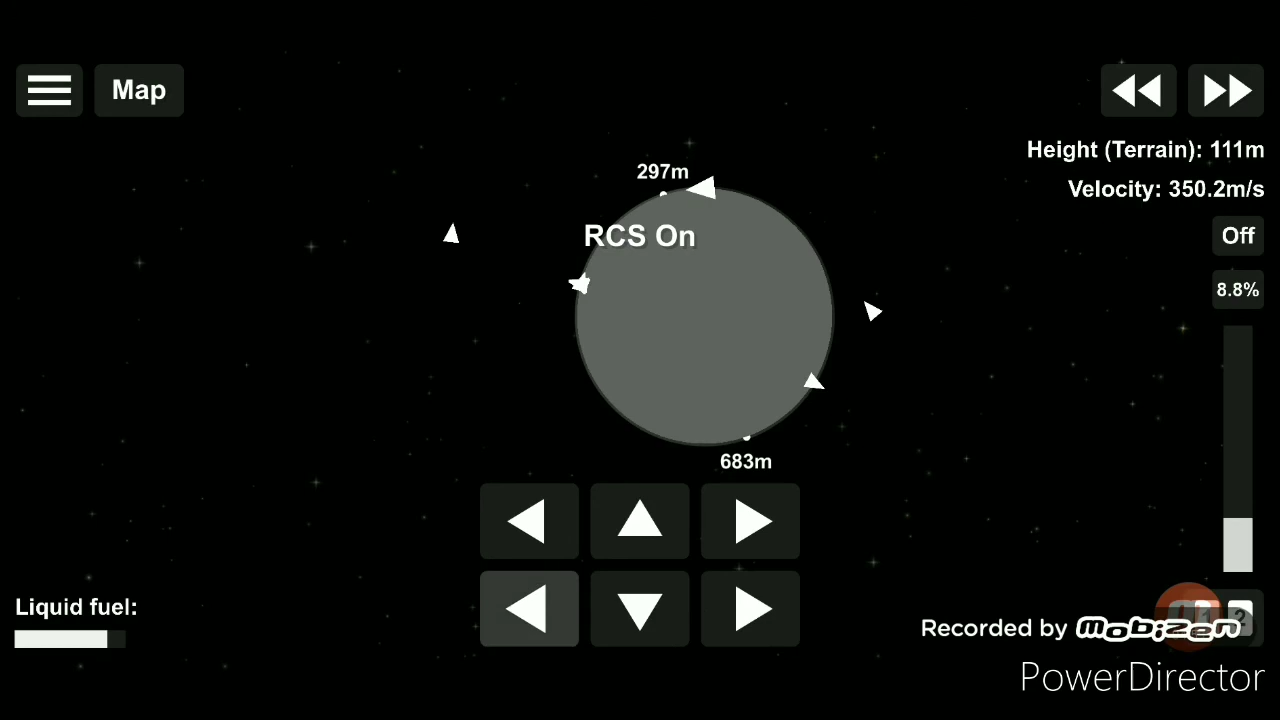 Map
Height (Terrain): 111m
Velocity: 350.2m/s
297m
RCS On
Off
8.8%
683m
Liquid fuel:
2
Recorded by Mobizen
PowerDirector